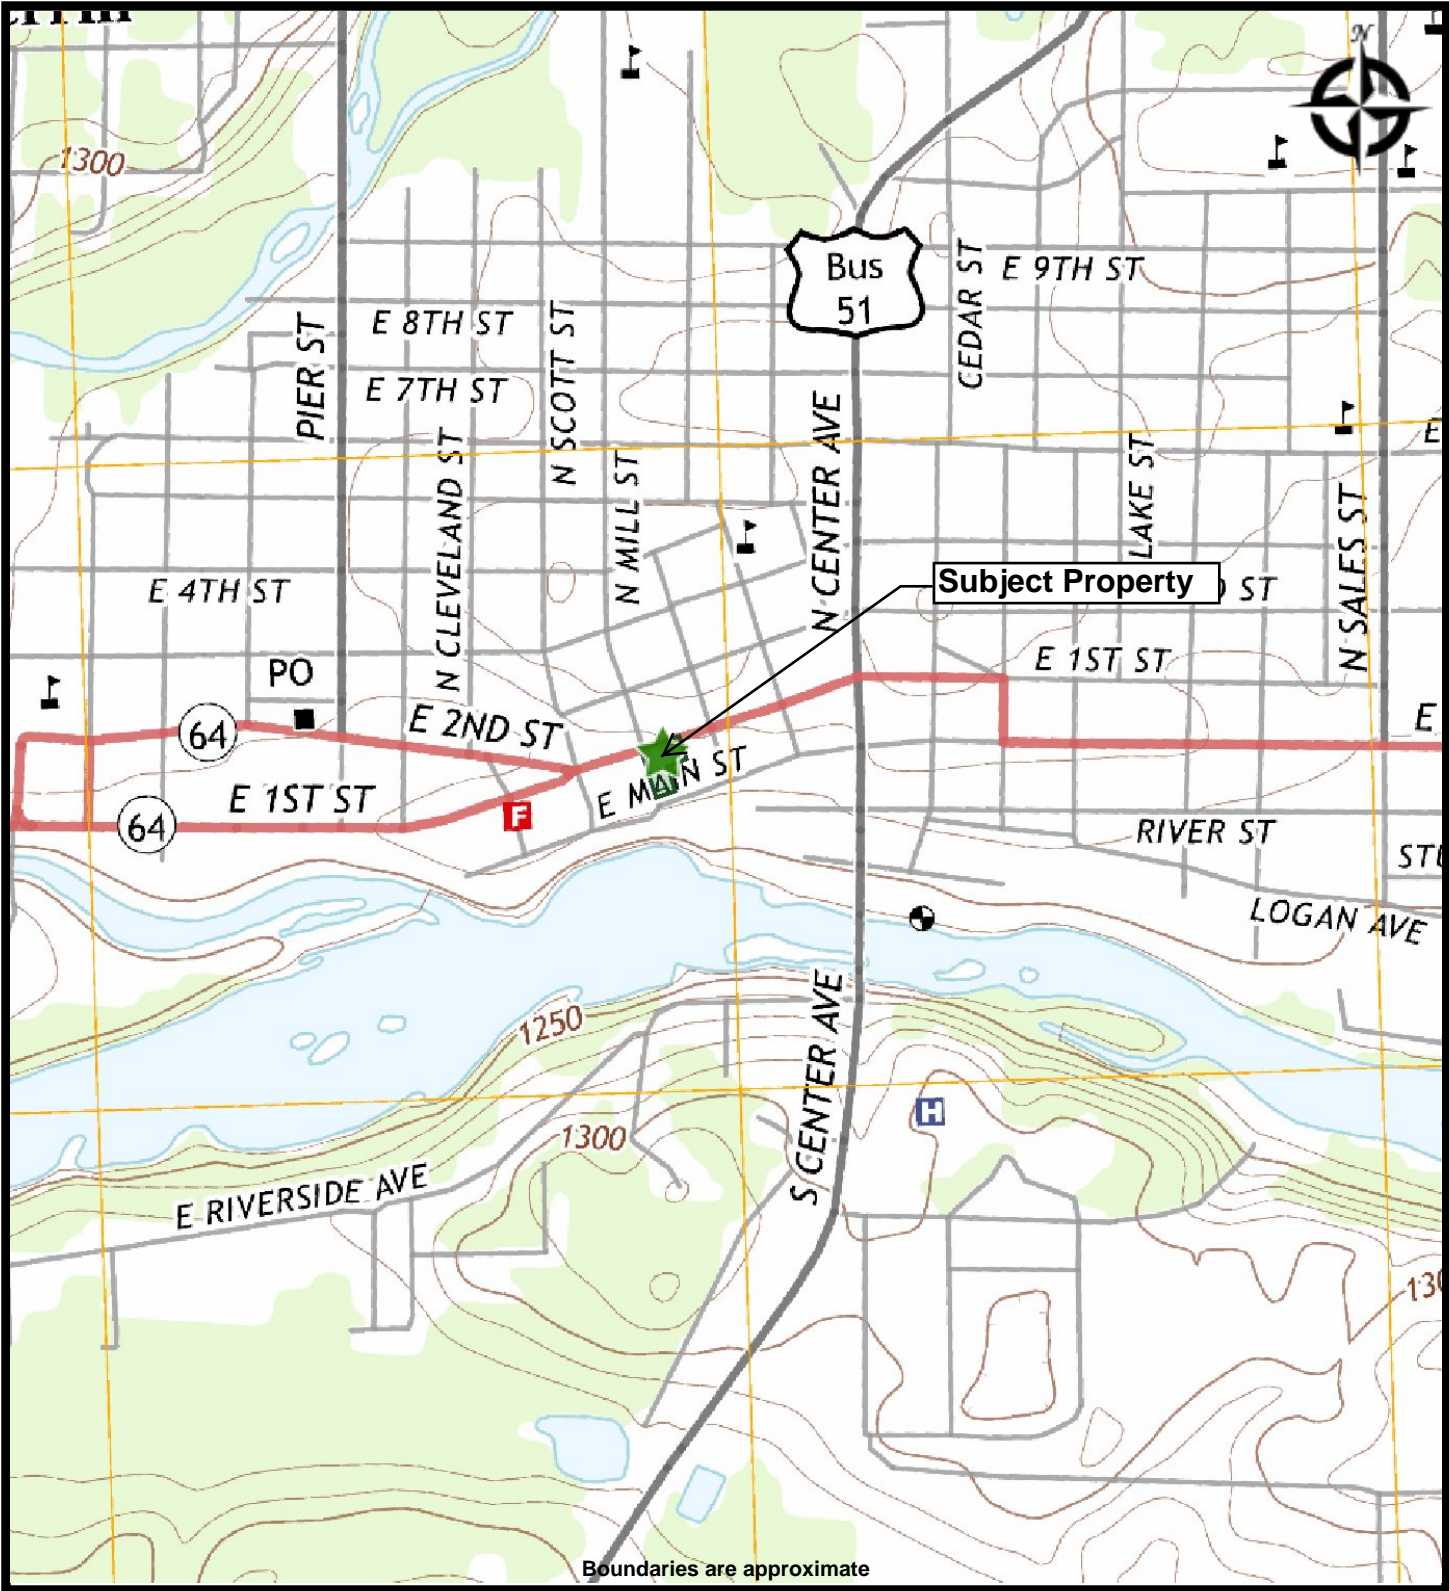 N
1300
Bus
51
CEDAR ST
E 9TH ST
E 8TH ST
PIER ST
N SCOTT ST
E 7TH ST
N CENTER AVE
N CLEVELAND ST
N MILL ST
LAKE ST
E
N SALES ST
E 4TH ST
Subject Property
ST
PO
E 1ST ST
64
E 2ND ST
E
E MAIN ST
E 1ST ST
64
F
RIVER ST
LOGAN AVE
S CENTER AVE
1250
H
1300
E RIVERSIDE AVE
Boundaries are approximate